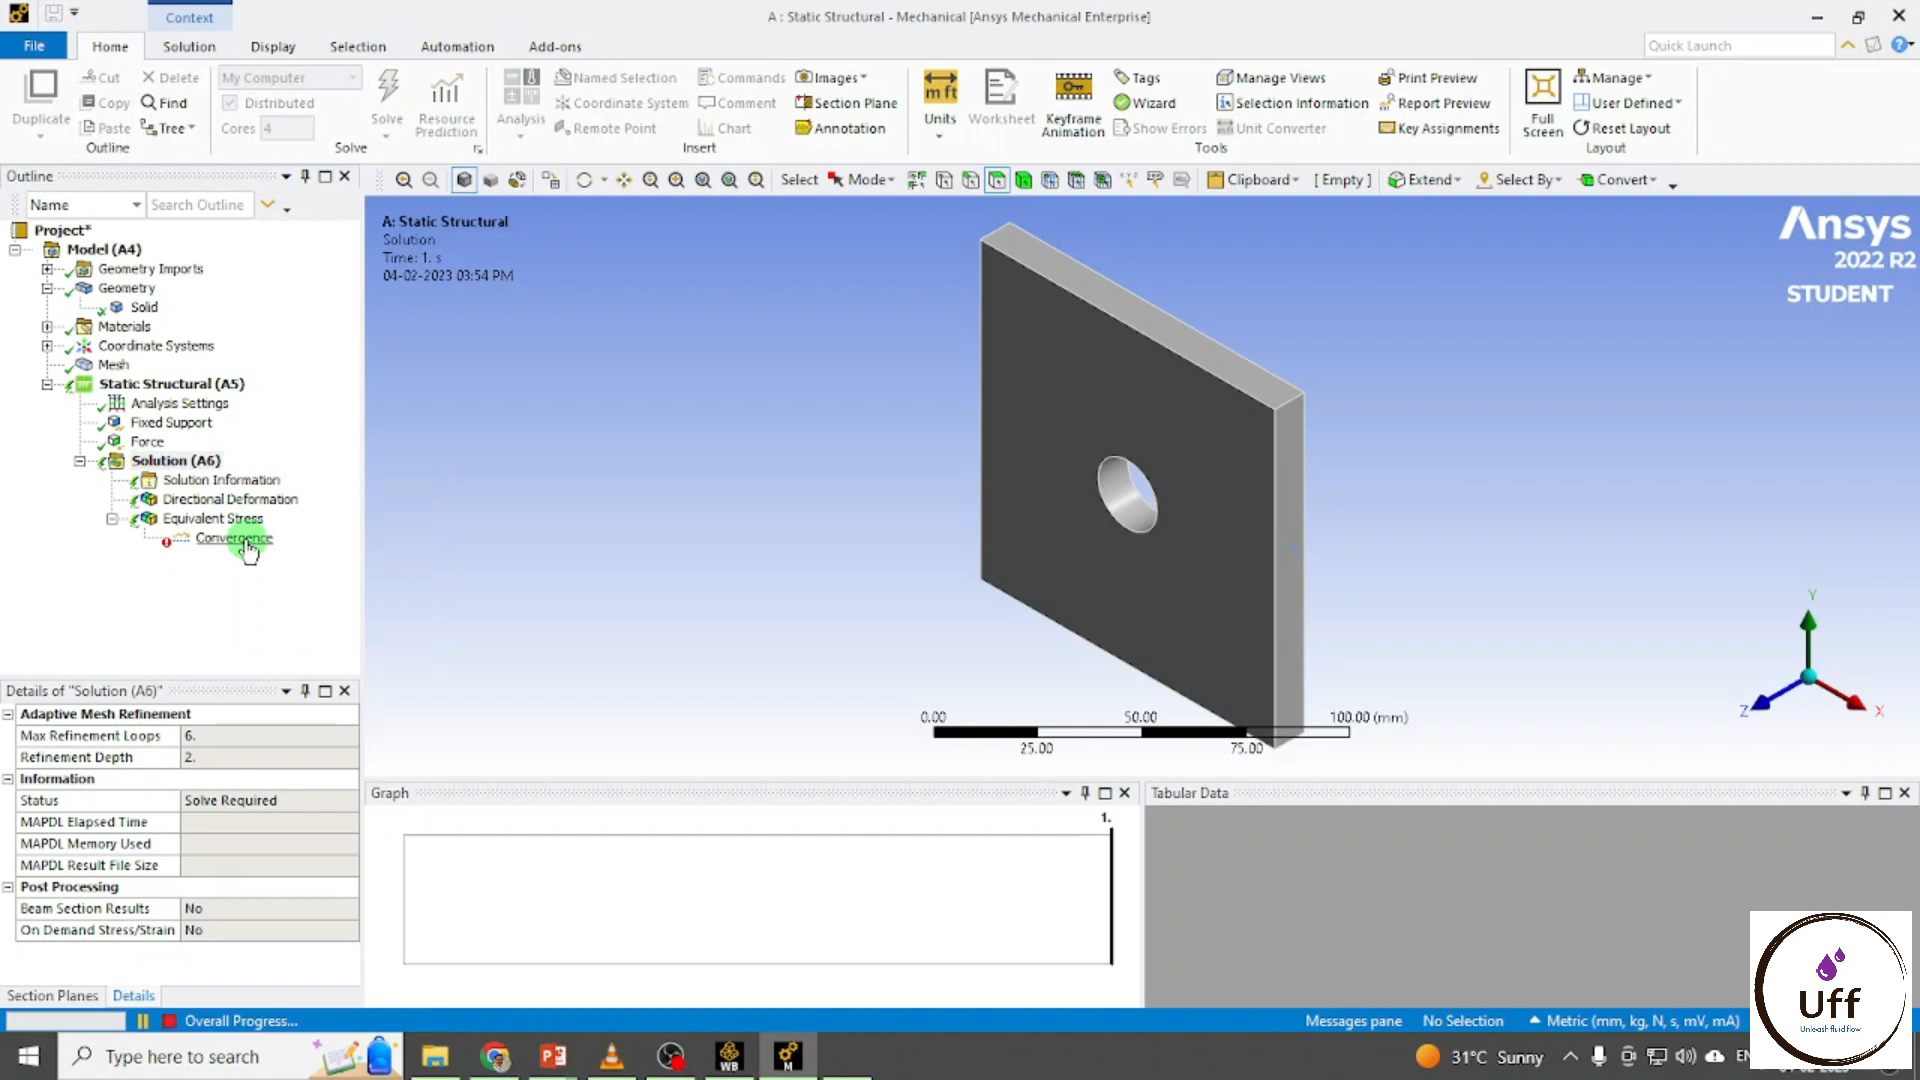 Context
A : Static Structural - Mechanical [Ansys Mechanical Enterprise]
File Home Solution Display Selection Automation Add-ons Quick Launch
Duplicate Cut Delete Copy Find Paste Tree Outline
My Computer Distributed Cores 4 Solve Resource Prediction Solve
Analysis Named Selection Commands Images Coordinate System Comment Section Plane Remote Point Chart Annotation Insert
Units Worksheet Keyframe Animation Tags Wizard Show Errors Manage Views Selection Information Unit Converter Print Preview Report Preview Key Assignments Tools
Full Screen Manage User Defined Reset Layout Layout
Outline
Name Search Outline
Select Mode Clipboard [ Empty ] Extend Select By Convert
Project*
Model (A4)
Geometry Imports
Geometry
Solid
Materials
Coordinate Systems
Mesh
Static Structural (A5)
Analysis Settings
Fixed Support
Force
Solution (A6)
Solution Information
Directional Deformation
Equivalent Stress
Convergence
A: Static Structural
Solution
Time: 1. s
04-02-2023 03:54 PM
Ansys
2022 R2
STUDENT
0.00 50.00 100.00 (mm)
25.00 75.00
Y
Z X
Details of "Solution (A6)"
Adaptive Mesh Refinement
Max Refinement Loops 6.
Refinement Depth 2.
Information
Status Solve Required
MAPDL Elapsed Time
MAPDL Memory Used
MAPDL Result File Size
Post Processing
Beam Section Results No
On Demand Stress/Strain No
Section Planes Details
Graph
1.
Tabular Data
Uff
Unleash fluid flow
Overall Progress...
Messages pane No Selection Metric (mm, kg, N, s, mV, mA)
Type here to search
WB M
31°C Sunny